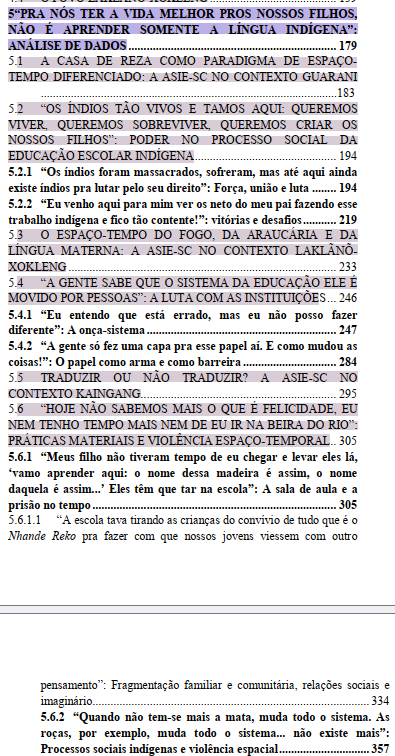 5“PRA NÓS TER A VIDA MELHOR PROS NOSSOS FILHOS,
NÃO É APRENDER SOMENTE A LÍNGUA INDÍGENA”:
ANÁLISE DE DADOS ........................................................ 179
5.1 A CASA DE REZA COMO PARADIGMA DE ESPAÇO-
TEMPO DIFERENCIADO: A ASIE-SC NO CONTEXTO GUARANI
........................................................................................183
5.2 “OS ÍNDIOS TÃO VIVOS E TAMOS AQUI: QUEREMOS
VIVER, QUEREMOS SOBREVIVER, QUEREMOS CRIAR OS
NOSSOS FILHOS”: PODER NO PROCESSO SOCIAL DA
EDUCAÇÃO ESCOLAR INDÍGENA................................... 194
5.2.1 “Os índios foram massacrados, sofreram, mas até aqui ainda
existe índios pra lutar pelo seu direito”: Força, união e luta ........ 194
5.2.2 “Eu venho aqui para mim ver os neto do meu pai fazendo esse
trabalho indígena e fico tão contente!”: vitórias e desafios ........... 219
5.3 O ESPAÇO-TEMPO DO FOGO, DA ARAUCÁRIA E DA
LÍNGUA MATERNA: A ASIE-SC NO CONTEXTO LAKLÃNÕ-
XOKLENG .................................................................... 233
5.4 “A GENTE SABE QUE O SISTEMA DA EDUCAÇÃO ELE É
MOVIDO POR PESSOAS”: A LUTA COM AS INSTITUIÇÕES... 246
5.4.1 “Eu entendo que está errado, mas eu não posso fazer
diferente”: A onça-sistema ................................................... 247
5.4.2 “A gente só fez uma capa pra esse papel aí. E como mudou as
coisas!”: O papel como arma e como barreira ....................... 284
5.5 TRADUZIR OU NÃO TRADUZIR? A ASIE-SC NO
CONTEXTO KAINGANG.................................................. 295
5.6 “HOJE NÃO SABEMOS MAIS O QUE É FELICIDADE, EU
NEM TENHO TEMPO MAIS NEM DE EU IR NA BEIRA DO RIO”:
PRÁTICAS MATERIAIS E VIOLÊNCIA ESPAÇO-TEMPORAL.. 305
5.6.1 “Meus filho não tiveram tempo de eu chegar e levar eles lá,
‘vamo aprender aqui: o nome dessa madeira é assim, o nome
daquela é assim...’ Eles têm que tar na escola”: A sala de aula e a
prisão no tempo .................................................................. 305
5.6.1.1 “A escola tava tirando as crianças do convívio de tudo que é o
Nhande Reko pra fazer com que nossos jovens viessem com outro
pensamento”: Fragmentação familiar e comunitária, relações sociais e
imaginário............................................................................ 334
5.6.2 “Quando não tem-se mais a mata, muda todo o sistema. As
roças, por exemplo, muda todo o sistema... não existe mais”:
Processos sociais indígenas e violência espacial........................ 357